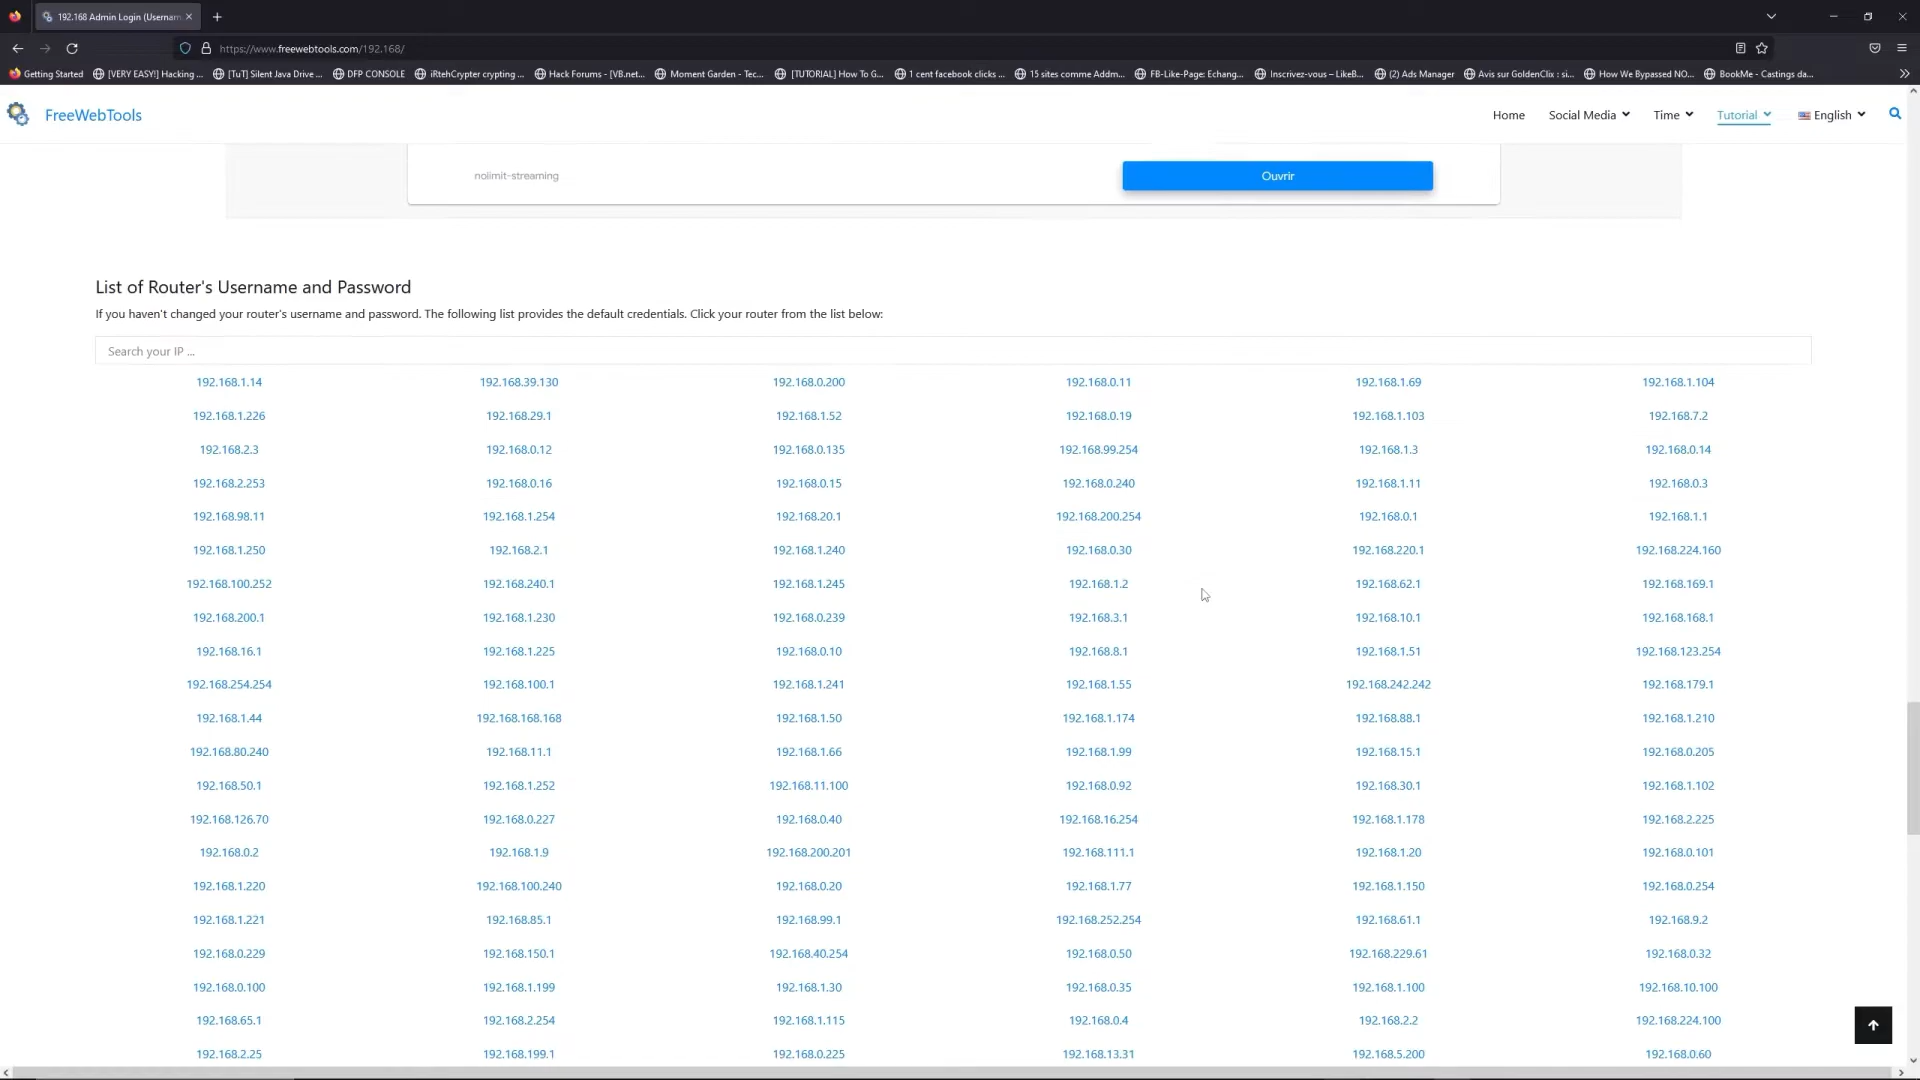 192.168 Admin Login (Usernam
https://www.freewebtools.com/192.168/
Getting Started
[VERY EASY!] Hacking ...
[TuT] Silent Java Drive ...
DFP CONSOLE
iRtehCrypter crypting ...
Hack Forums - [VB.net...
Moment Garden - Tec...
[TUTORIAL] How To G...
1 cent facebook clicks ...
15 sites comme Addm...
FB-Like-Page: Echang...
Inscrivez-vous – LikeB...
(2) Ads Manager
Avis sur GoldenClix : si...
How We Bypassed NO...
BookMe - Castings da...
FreeWebTools
Home Social Media Time Tutorial English
nolimit-streaming Ouvrir
List of Router's Username and Password
If you haven't changed your router's username and password. The following list provides the default credentials. Click your router from the list below:
Search your IP ...
192.168.1.14 192.168.39.130 192.168.0.200 192.168.0.11 192.168.1.69 192.168.1.104
192.168.1.226 192.168.29.1 192.168.1.52 192.168.0.19 192.168.1.103 192.168.7.2
192.168.2.3 192.168.0.12 192.168.0.135 192.168.99.254 192.168.1.3 192.168.0.14
192.168.2.253 192.168.0.16 192.168.0.15 192.168.0.240 192.168.1.11 192.168.0.3
192.168.98.11 192.168.1.254 192.168.20.1 192.168.200.254 192.168.0.1 192.168.1.1
192.168.1.250 192.168.2.1 192.168.1.240 192.168.0.30 192.168.220.1 192.168.224.160
192.168.100.252 192.168.240.1 192.168.1.245 192.168.1.2 192.168.62.1 192.168.169.1
192.168.200.1 192.168.1.230 192.168.0.239 192.168.3.1 192.168.10.1 192.168.168.1
192.168.16.1 192.168.1.225 192.168.0.10 192.168.8.1 192.168.1.51 192.168.123.254
192.168.254.254 192.168.100.1 192.168.1.241 192.168.1.55 192.168.242.242 192.168.179.1
192.168.1.44 192.168.168.168 192.168.1.50 192.168.1.174 192.168.88.1 192.168.1.210
192.168.80.240 192.168.11.1 192.168.1.66 192.168.1.99 192.168.15.1 192.168.0.205
192.168.50.1 192.168.1.252 192.168.11.100 192.168.0.92 192.168.30.1 192.168.1.102
192.168.126.70 192.168.0.227 192.168.0.40 192.168.16.254 192.168.1.178 192.168.2.225
192.168.0.2 192.168.1.9 192.168.200.201 192.168.111.1 192.168.1.20 192.168.0.101
192.168.1.220 192.168.100.240 192.168.0.20 192.168.1.77 192.168.1.150 192.168.0.254
192.168.1.221 192.168.85.1 192.168.99.1 192.168.252.254 192.168.61.1 192.168.9.2
192.168.0.229 192.168.150.1 192.168.40.254 192.168.0.50 192.168.229.61 192.168.0.32
192.168.0.100 192.168.1.199 192.168.1.30 192.168.0.35 192.168.1.100 192.168.10.100
192.168.65.1 192.168.2.254 192.168.1.115 192.168.0.4 192.168.2.2 192.168.224.100
192.168.2.25 192.168.199.1 192.168.0.225 192.168.13.31 192.168.5.200 192.168.0.60